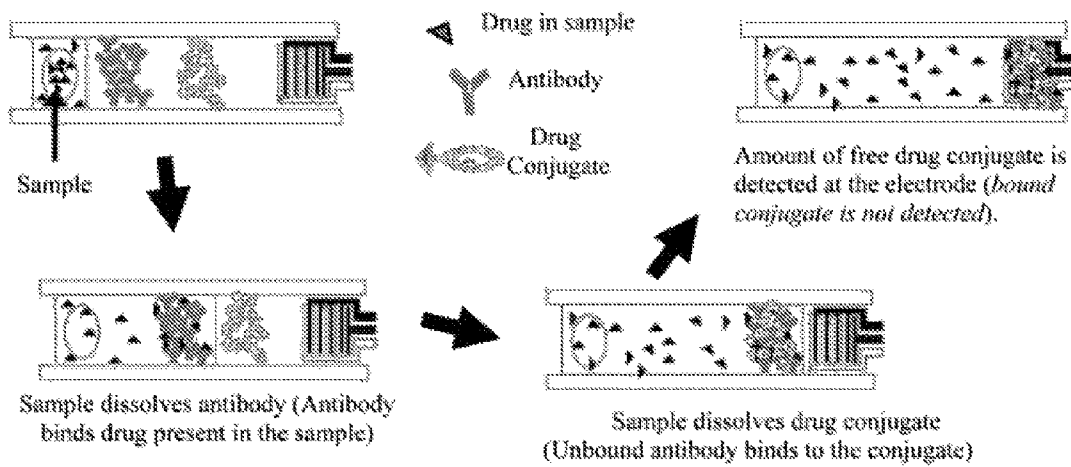 Drug in sample
Antibody
Drug
Conjugate
Sample
Sample dissolves antibody (Antibody
binds drug present in the sample)
Sample dissolves drug conjugate
(Unbound antibody binds to the conjugate)
Amount of free drug conjugate is
detected at the electrode (bound
conjugate is not detected).